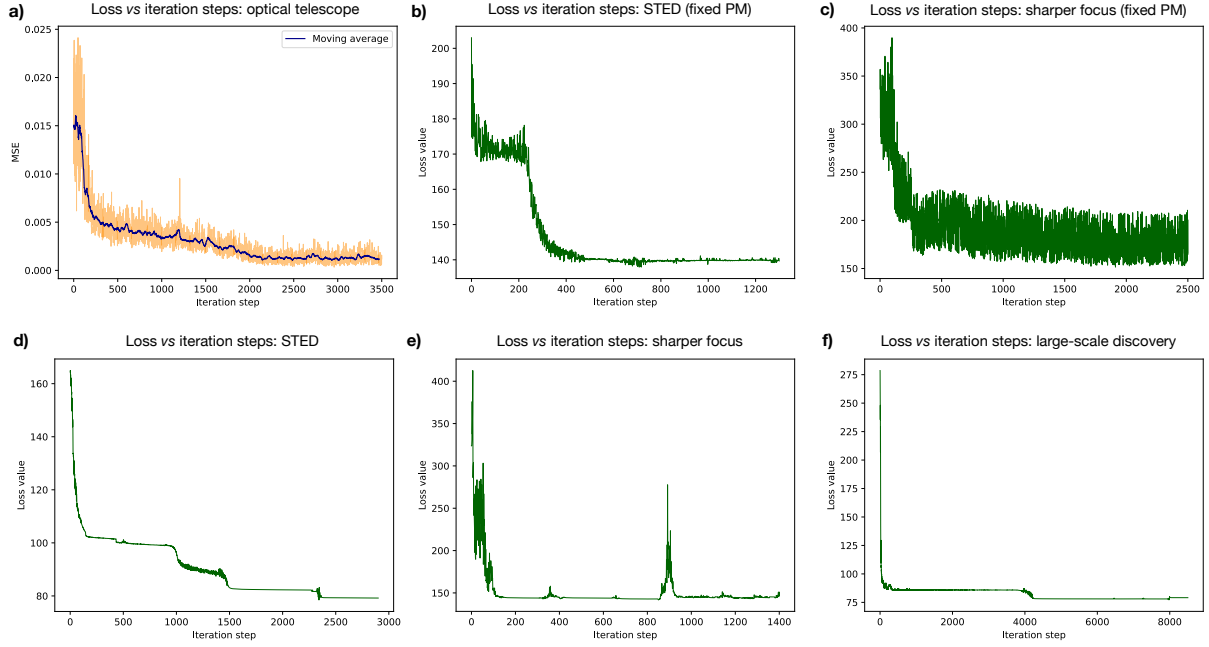 a)
Loss vs iteration steps: optical telescope
0.025
0.020
0.015
0.010
0.005
0.000
MSE
Moving average
0 500 1000 1500 2000 2500 3000 3500
Iteration step
b)
Loss vs iteration steps: STED (fixed PM)
200
190
180
170
160
150
140
Loss value
0 200 400 600 800 1000 1200
Iteration step
c)
Loss vs iteration steps: sharper focus (fixed PM)
400
350
300
250
200
150
Loss value
0 500 1000 1500 2000 2500
Iteration step
d)
Loss vs iteration steps: STED
160
140
120
100
80
Loss value
0 500 1000 1500 2000 2500 3000
Iteration step
e)
Loss vs iteration steps: sharper focus
400
350
300
250
200
150
Loss value
0 200 400 600 800 1000 1200 1400
Iteration step
f)
Loss vs iteration steps: large-scale discovery
275
250
225
200
175
150
125
100
75
Loss value
0 2000 4000 6000 8000
Iteration step